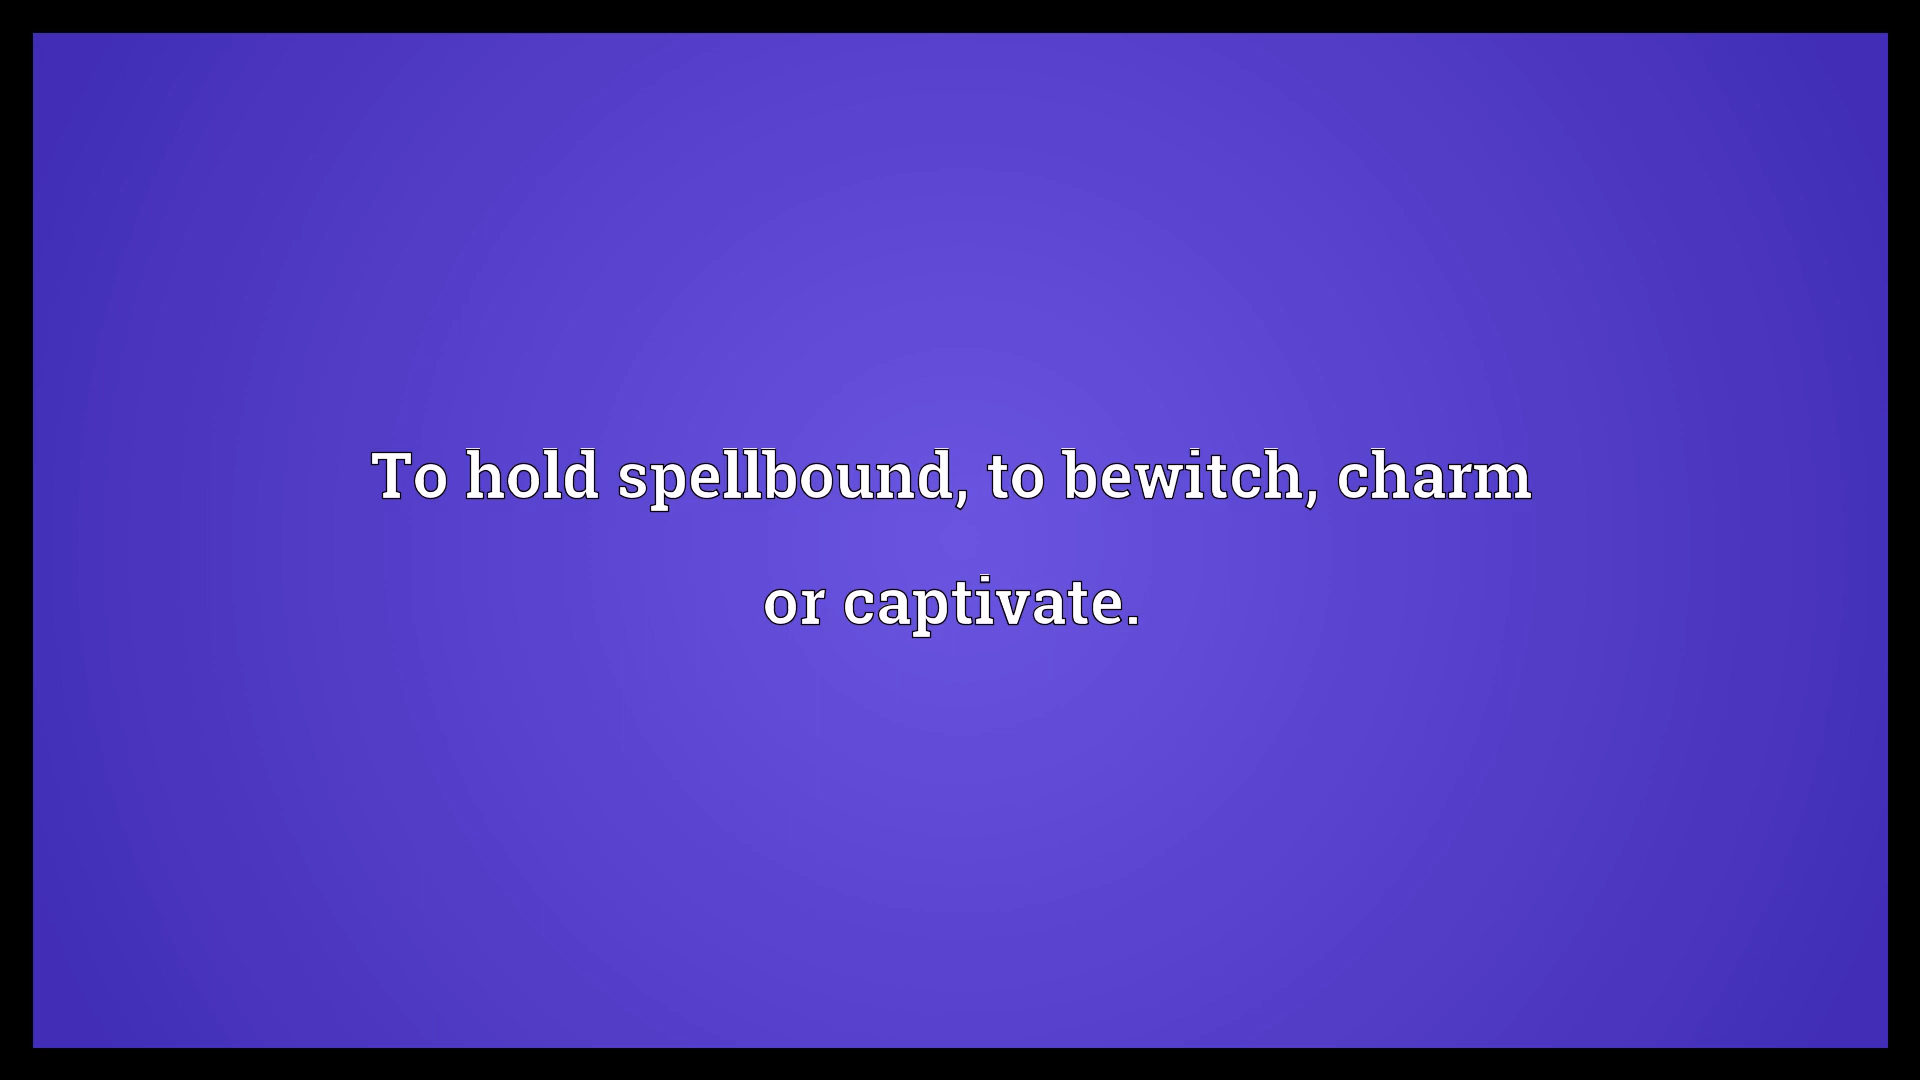 To hold spellbound, to bewitch, charm
or captivate.